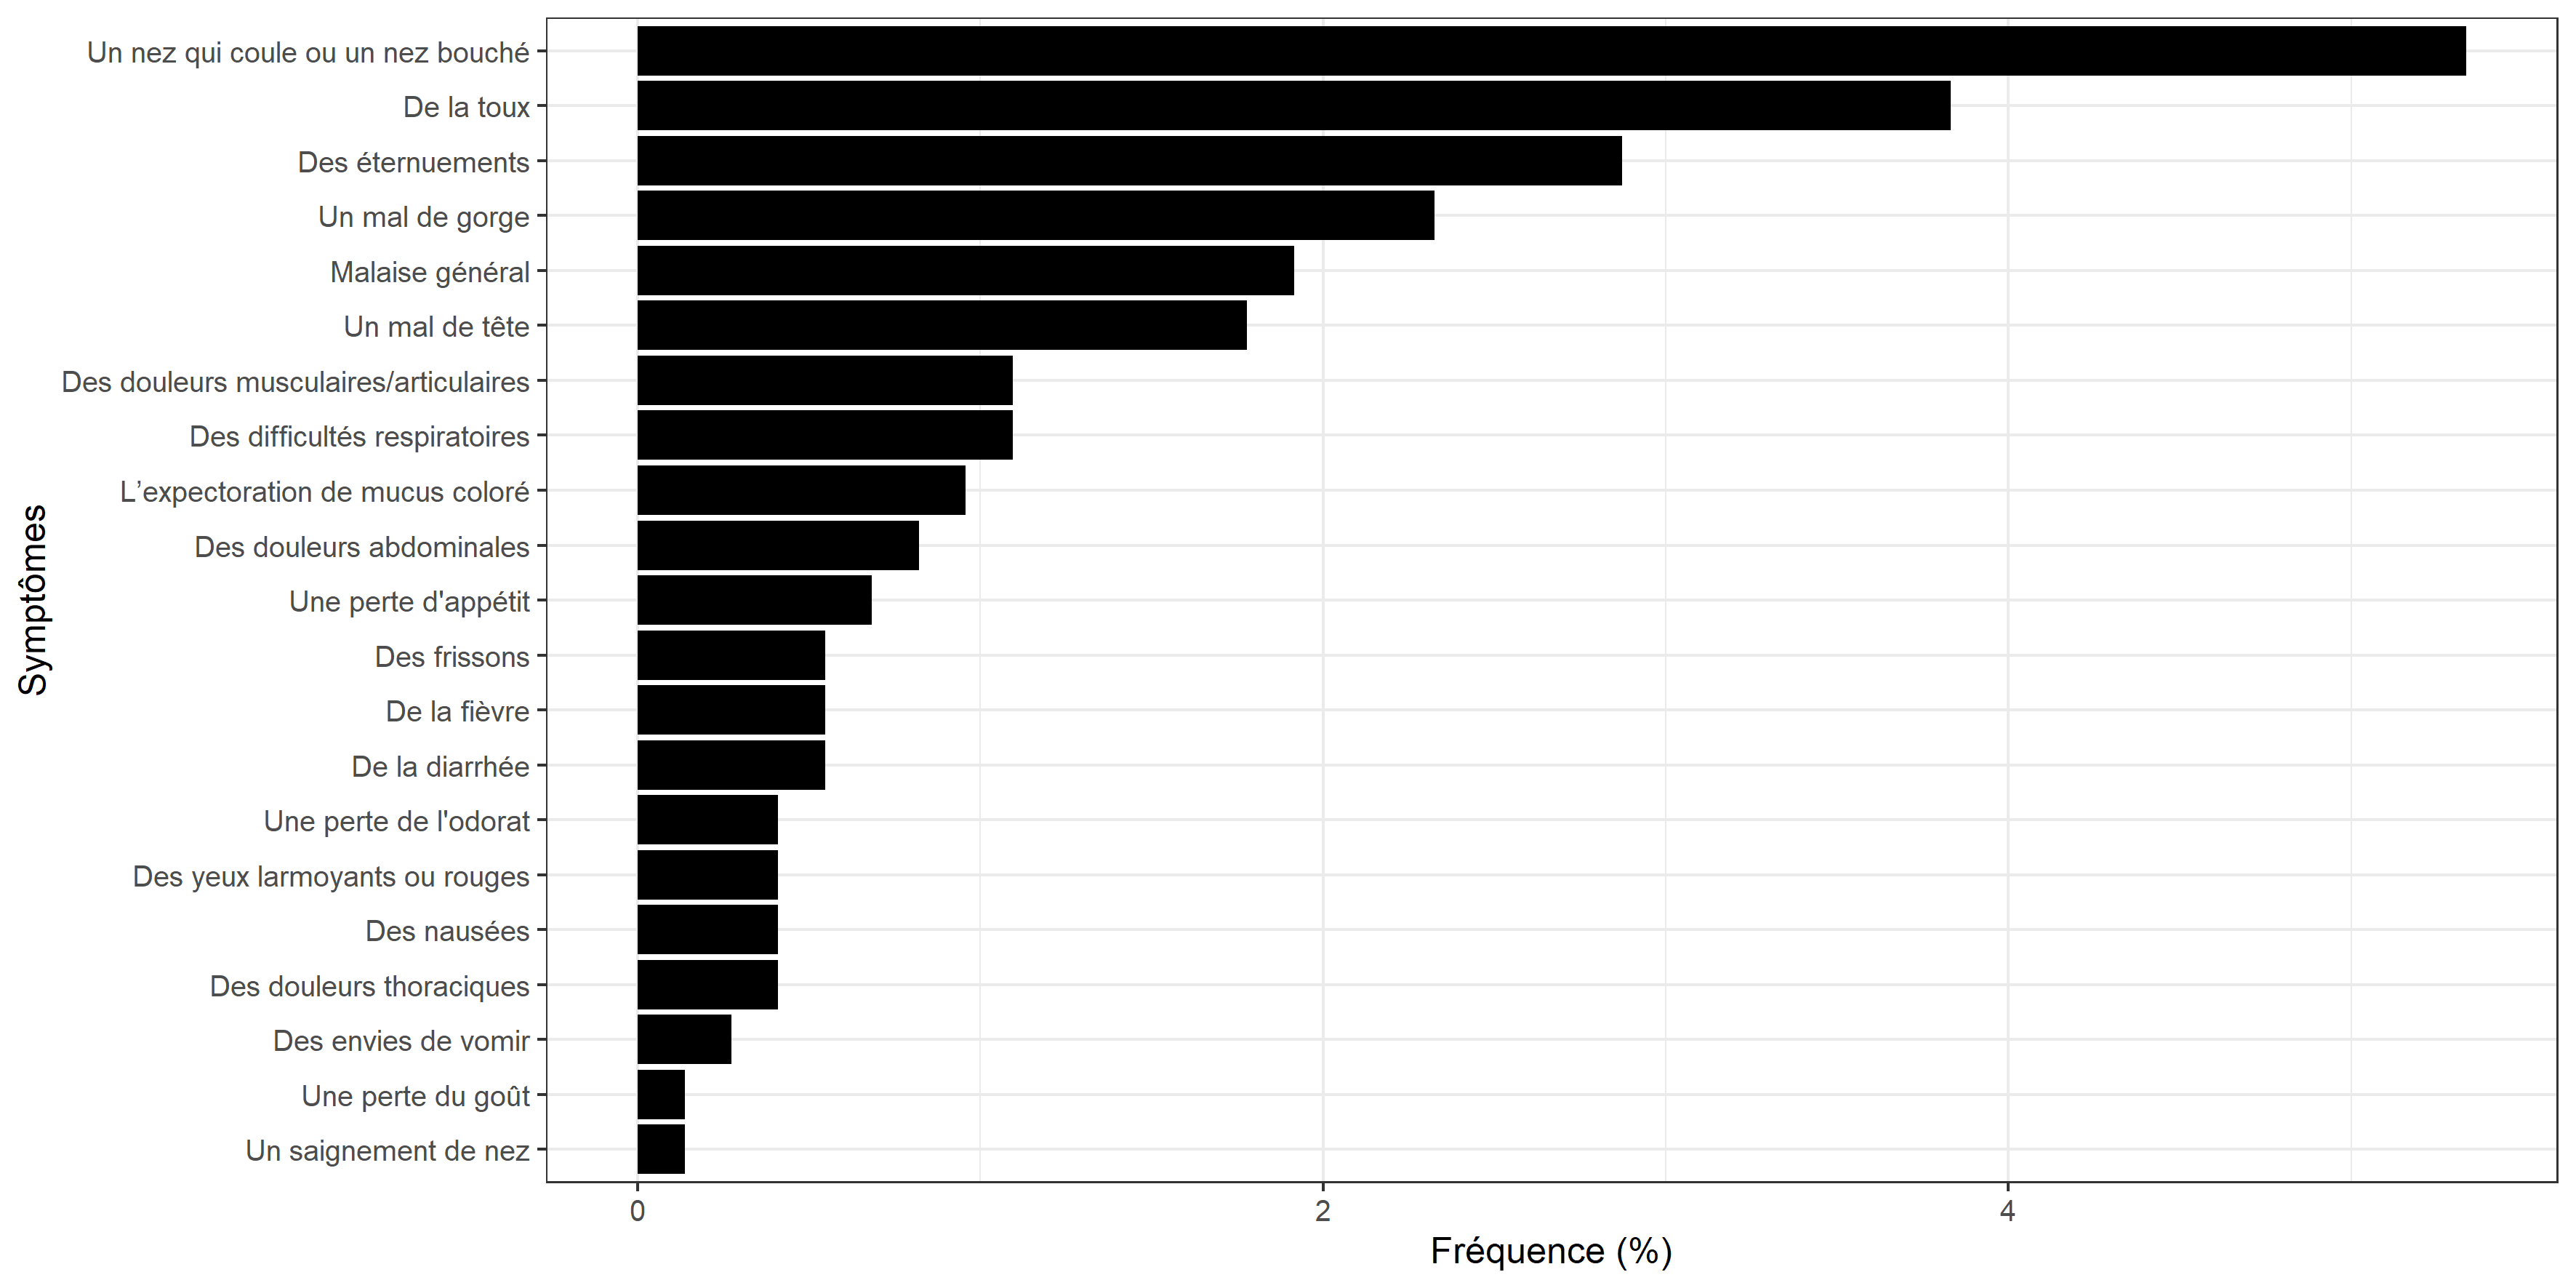 Un nez qui coule ou un nez bouché
De la toux
Des éternuements
Un mal de gorge
Malaise général
Un mal de tête
Des douleurs musculaires/articulaires
Des difficultés respiratoires
L’expectoration de mucus coloré
Des douleurs abdominales
Une perte d'appétit
Des frissons
De la fièvre
De la diarrhée
Une perte de l'odorat
Des yeux larmoyants ou rouges
Des nausées
Des douleurs thoraciques
Des envies de vomir
Une perte du goût
Un saignement de nez
Symptômes
0 2 4
Fréquence (%)